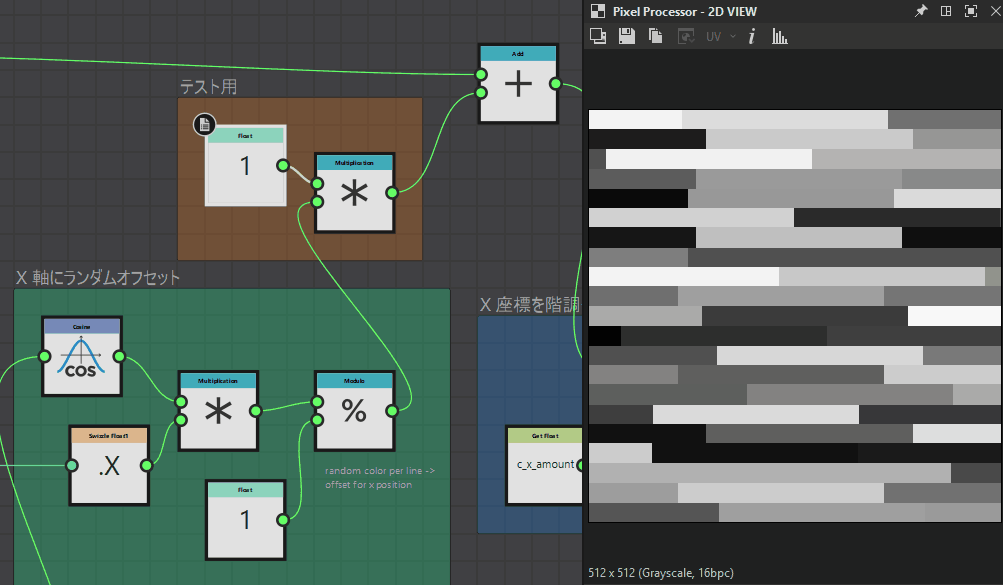 Pixel Processor - 2D VIEW
UV
i
Add
テスト用
Float
1
Multiplication
X 軸にランダムオフセット
X 座標を階調
Cosine
cos
Multiplication
Modulo
%
Swizzle Float1
.X
Get Float
c_x_amount
random color per line ->
offset for x position
Float
1
512 x 512 (Grayscale, 16bpc)